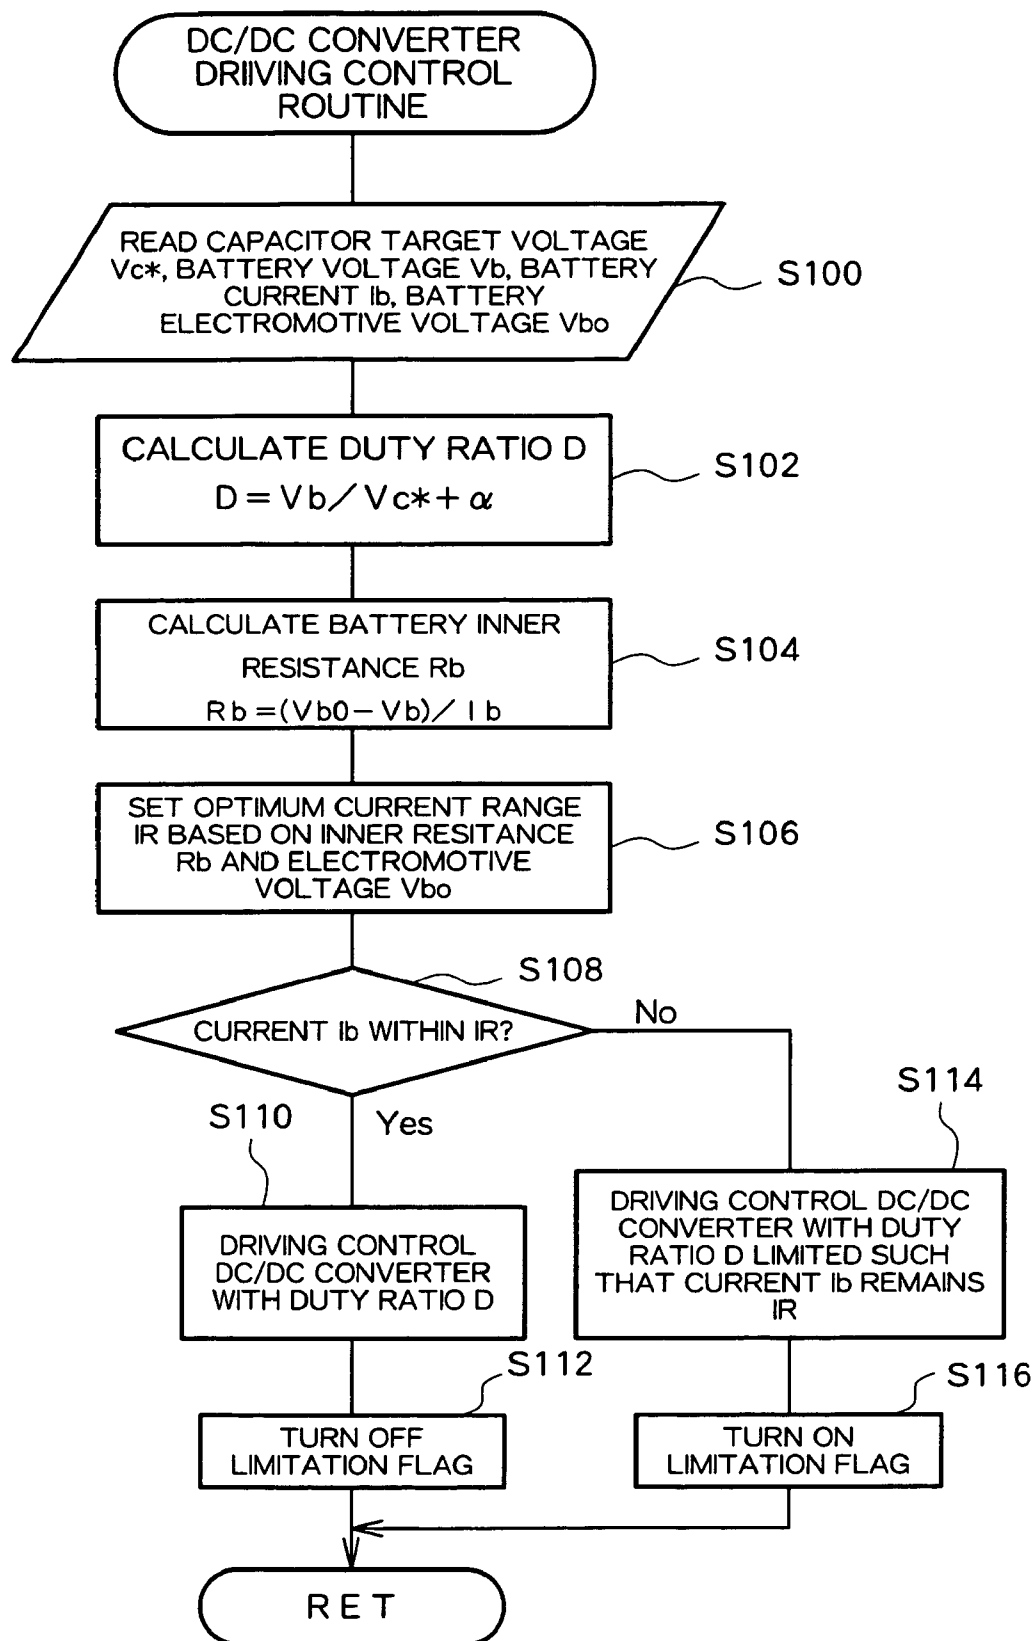 DC/DC CONVERTER
DRIIVING CONTROL
ROUTINE
READ CAPACITOR TARGET VOLTAGE
Vc*, BATTERY VOLTAGE Vb, BATTERY
CURRENT Ib, BATTERY
ELECTROMOTIVE VOLTAGE Vbo
S100
CALCULATE DUTY RATIO D
D = Vb / Vc* + α
S102
CALCULATE BATTERY INNER
RESISTANCE Rb
Rb = (Vb0 - Vb) / Ib
S104
SET OPTIMUM CURRENT RANGE
IR BASED ON INNER RESITANCE
Rb AND ELECTROMOTIVE
VOLTAGE Vbo
S106
S108
CURRENT Ib WITHIN IR?
No
Yes
S110
DRIVING CONTROL
DC/DC CONVERTER
WITH DUTY RATIO D
S114
DRIVING CONTROL DC/DC
CONVERTER WITH DUTY
RATIO D LIMITED SUCH
THAT CURRENT Ib REMAINS
IR
S112
TURN OFF
LIMITATION FLAG
S116
TURN ON
LIMITATION FLAG
RET